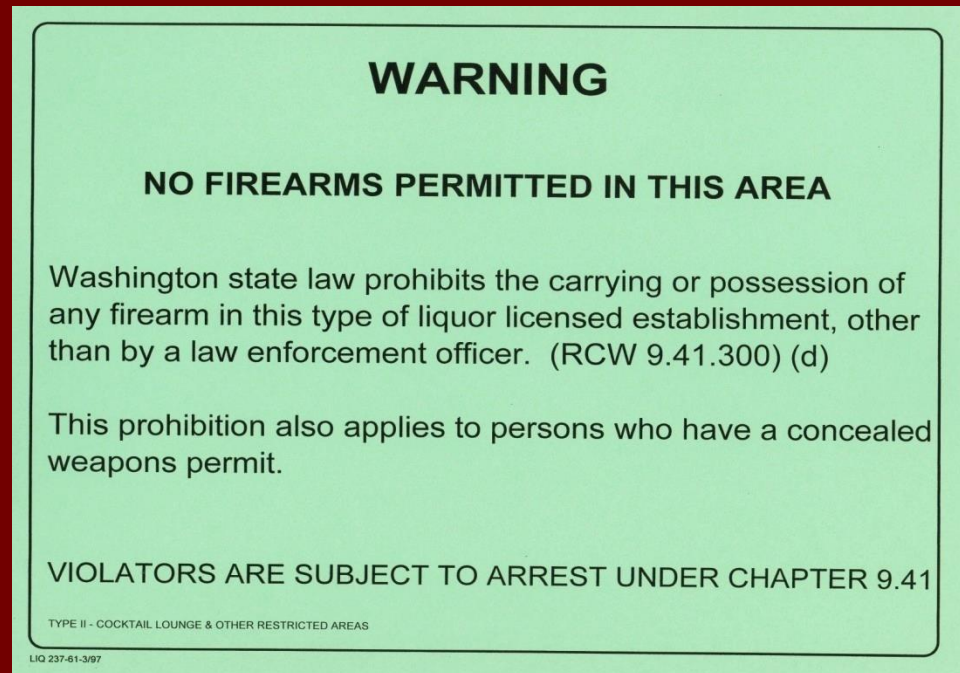 WARNING
NO FIREARMS PERMITTED IN THIS AREA
Washington state law prohibits the carrying or possession of
any firearm in this type of liquor licensed establishment, other
than by a law enforcement officer. (RCW 9.41.300) (d)
This prohibition also applies to persons who have a concealed
weapons permit.
VIOLATORS ARE SUBJECT TO ARREST UNDER CHAPTER 9.41
TYPE II - COCKTAIL LOUNGE & OTHER RESTRICTED AREAS
LIQ 237-61-3/97